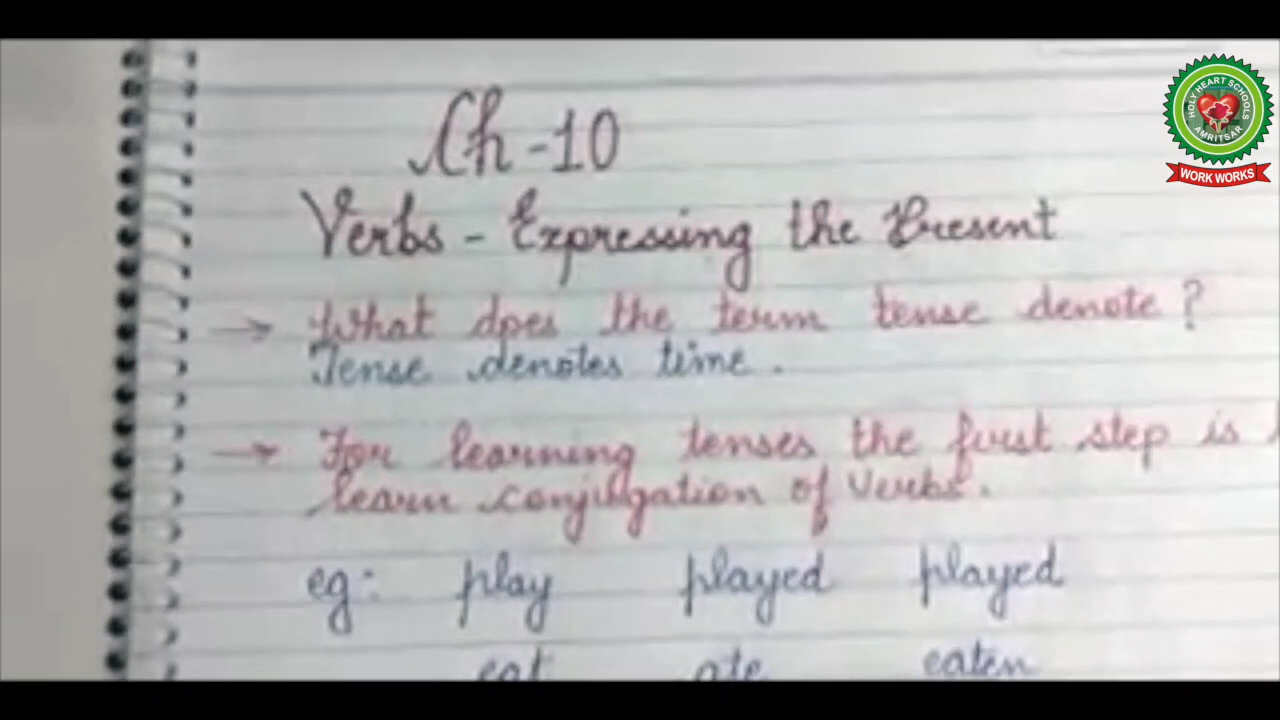 Ch-10
Verbs - Expressing the Present
→ What does the term tense denote?
Tense denotes time.
→ For learning tenses the first step is
learn conjugation of Verbs.
eg: play played played
eat ate eaten
HOLY HEART SCHOOLS
AMRITSAR
WORK WORKS